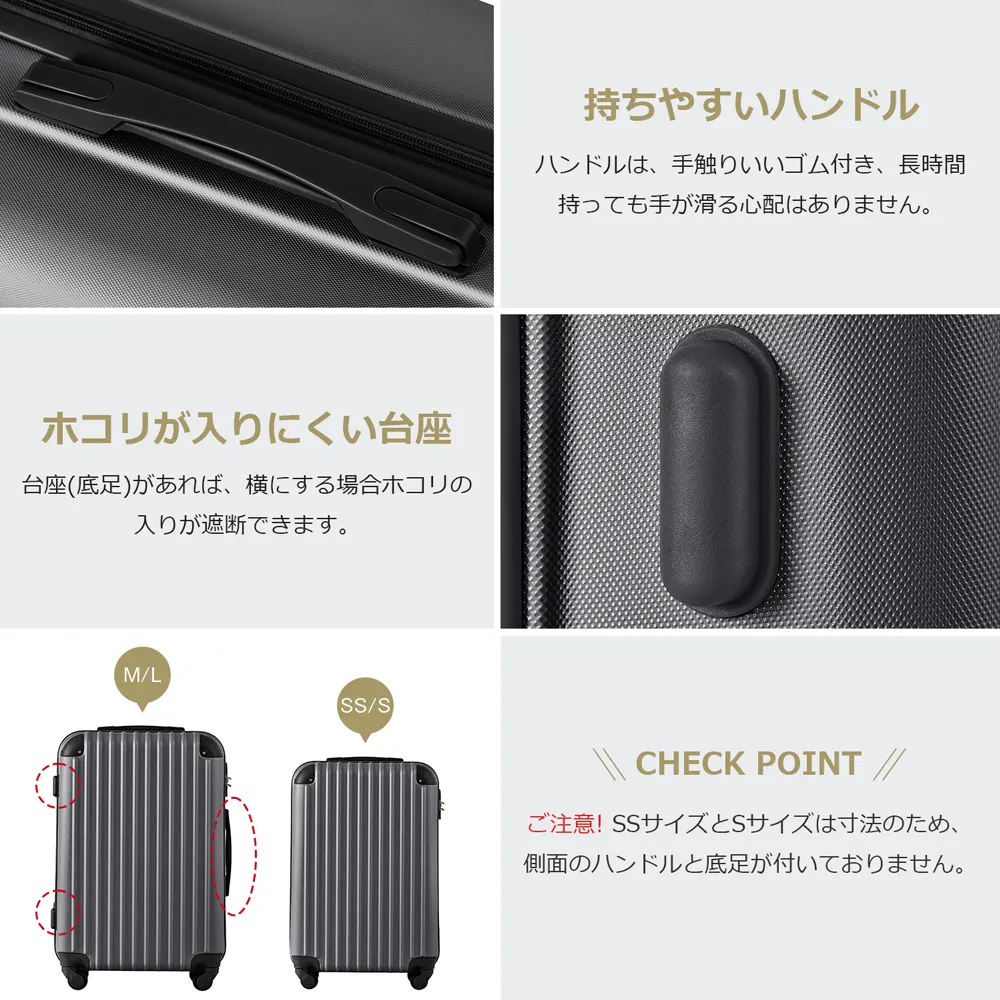 持ちやすいハンドル
ハンドルは、手触りいいゴム付き、長時間
持っても手が滑る心配はありません。
ホコリが入りにくい台座
台座(底足)があれば、横にする場合ホコリの
入りが遮断できます。
M/L
SS/S
CHECK POINT
ご注意! SSサイズとSサイズは寸法のため、
側面のハンドルと底足が付いておりません。